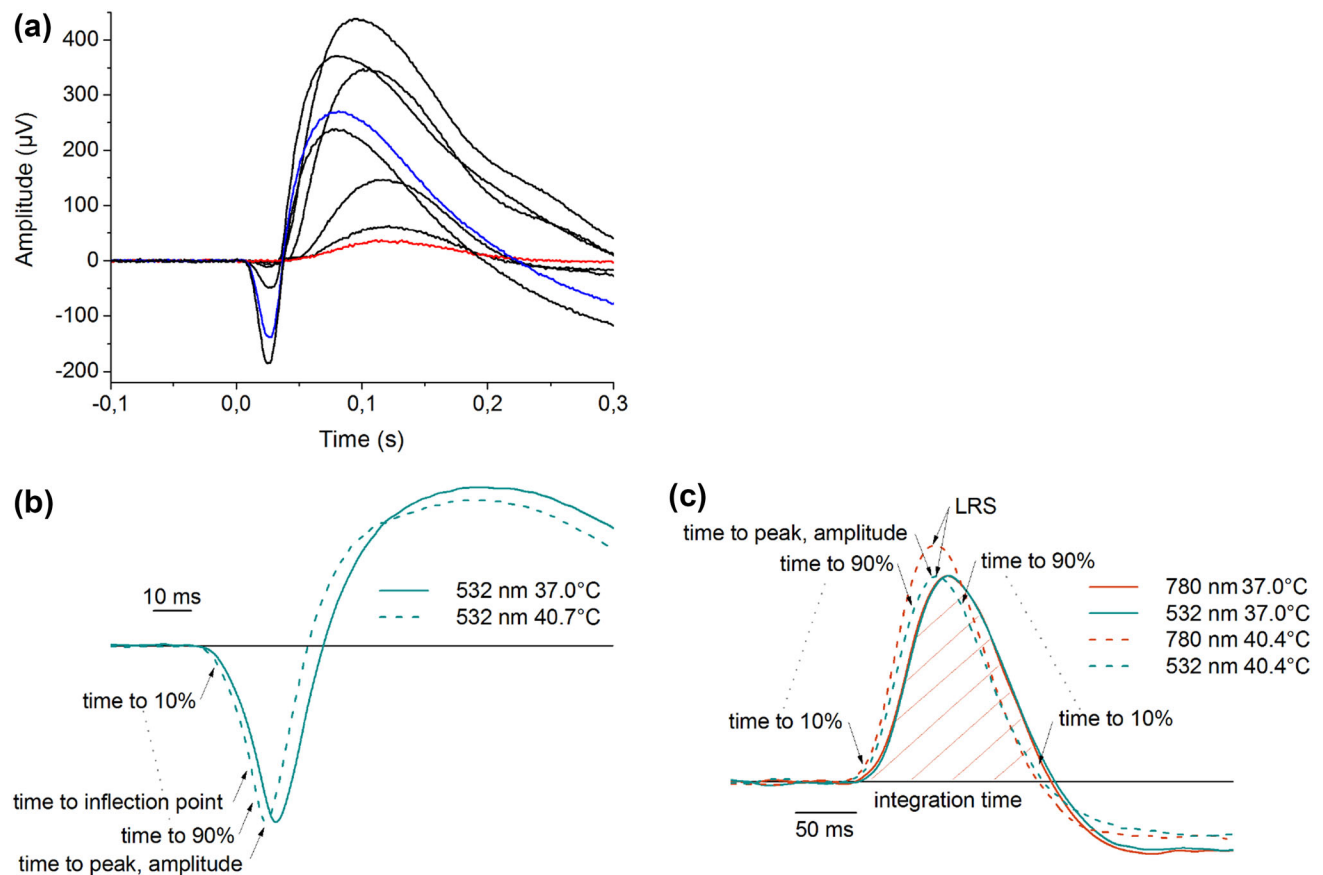 (a)
Amplitude (µV)
400
300
200
100
0
-100
-200
-0,1
0,0
0,1
0,2
0,3
Time (s)
(b)
10 ms
532 nm 37.0°C
532 nm 40.7°C
time to 10%
time to inflection point
time to 90%
time to peak, amplitude
(c)
LRS
time to peak, amplitude
time to 90%
time to 90%
780 nm 37.0°C
532 nm 37.0°C
780 nm 40.4°C
532 nm 40.4°C
time to 10%
time to 10%
integration time
50 ms